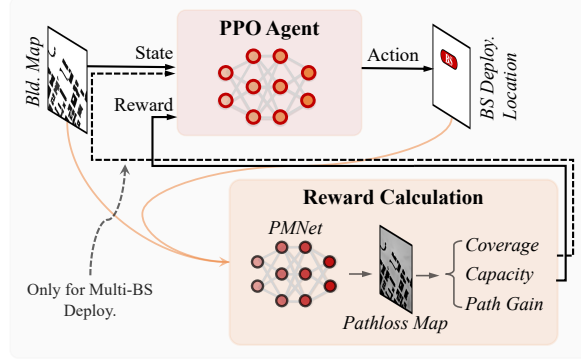 PPO Agent
Bld. Map
State
Reward
Action
BS
BS Deploy.
Location
Reward Calculation
PMNet
Pathloss Map
Coverage
Capacity
Path Gain
Only for Multi-BS
Deploy.